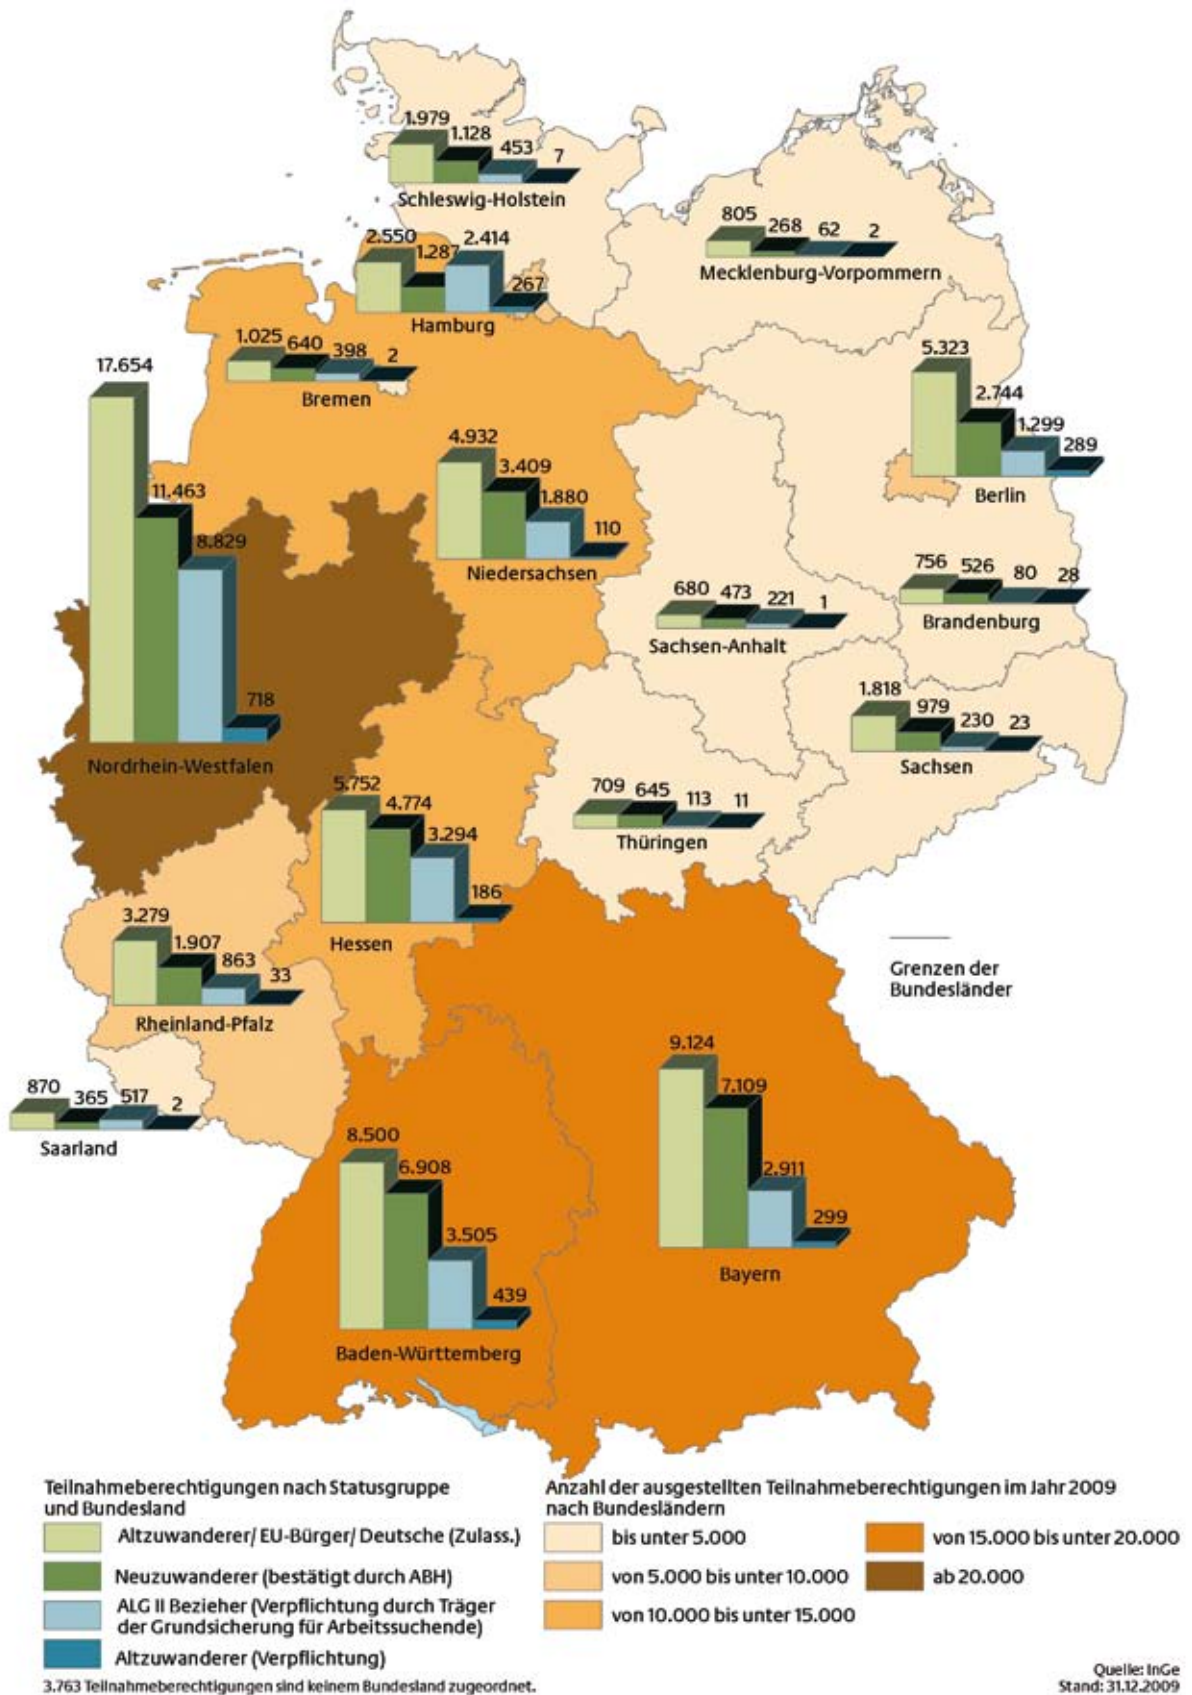 1.979 1.128 453 7
Schleswig-Holstein
805 268 62 2
Mecklenburg-Vorpommern
2.550 1.287 2.414 267
Hamburg
1.025 640 398 2
Bremen
17.654 11.463 8.829 718
Nordrhein-Westfalen
4.932 3.409 1.880 110
Niedersachsen
5.323 2.744 1.299 289
Berlin
756 526 80 28
Brandenburg
680 473 221 1
Sachsen-Anhalt
1.818 979 230 23
Sachsen
709 645 113 11
Thüringen
5.752 4.774 3.294 186
Hessen
3.279 1.907 863 33
Rheinland-Pfalz
870 365 517 2
Saarland
8.500 6.908 3.505 439
Baden-Württemberg
9.124 7.109 2.911 299
Bayern
Grenzen der
Bundesländer
Teilnahmeberechtigungen nach Statusgruppe
und Bundesland
Altzuwanderer/ EU-Bürger/ Deutsche (Zulass.)
Neuzuwanderer (bestätigt durch ABH)
ALG II Bezieher (Verpflichtung durch Träger
der Grundsicherung für Arbeitssuchende)
Altzuwanderer (Verpflichtung)
3.763 Teilnahmeberechtigungen sind keinem Bundesland zugeordnet.
Anzahl der ausgestellten Teilnahmeberechtigungen im Jahr 2009
nach Bundesländern
bis unter 5.000
von 5.000 bis unter 10.000
von 10.000 bis unter 15.000
von 15.000 bis unter 20.000
ab 20.000
Quelle: InGe
Stand: 31.12.2009